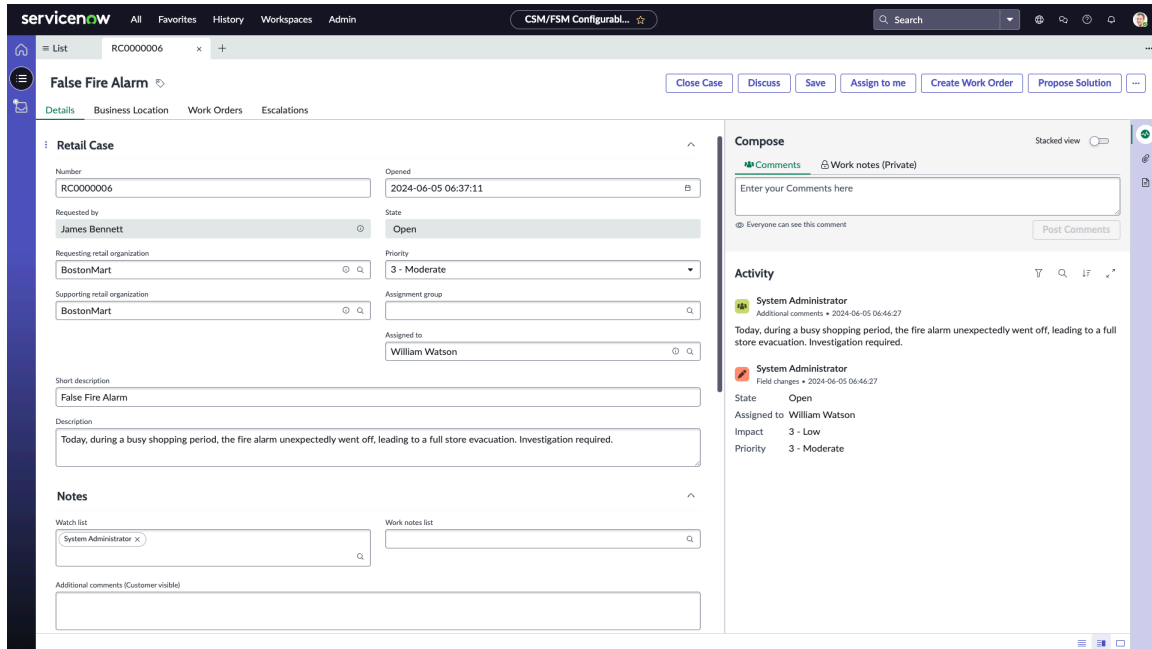 servicenow All Favorites History Workspaces Admin CSM/FSM Configurabl... Search
List RC0000006
False Fire Alarm Close Case Discuss Save Assign to me Create Work Order Propose Solution
Details Business Location Work Orders Escalations
Retail Case
Number
RC0000006
Opened
2024-06-05 06:37:11
Requested by
James Bennett
State
Open
Requesting retail organization
BostonMart
Priority
3 - Moderate
Supporting retail organization
BostonMart
Assignment group
Assigned to
William Watson
Short description
False Fire Alarm
Description
Today, during a busy shopping period, the fire alarm unexpectedly went off, leading to a full store evacuation. Investigation required.
Notes
Watch list
System Administrator
Work notes list
Additional comments (Customer visible)
Compose Stacked view
Comments Work notes (Private)
Enter your Comments here
Everyone can see this comment
Post Comments
Activity
System Administrator
Additional comments • 2024-06-05 06:46:27
Today, during a busy shopping period, the fire alarm unexpectedly went off, leading to a full
store evacuation. Investigation required.
System Administrator
Field changes • 2024-06-05 06:46:27
State Open
Assigned to William Watson
Impact 3 - Low
Priority 3 - Moderate